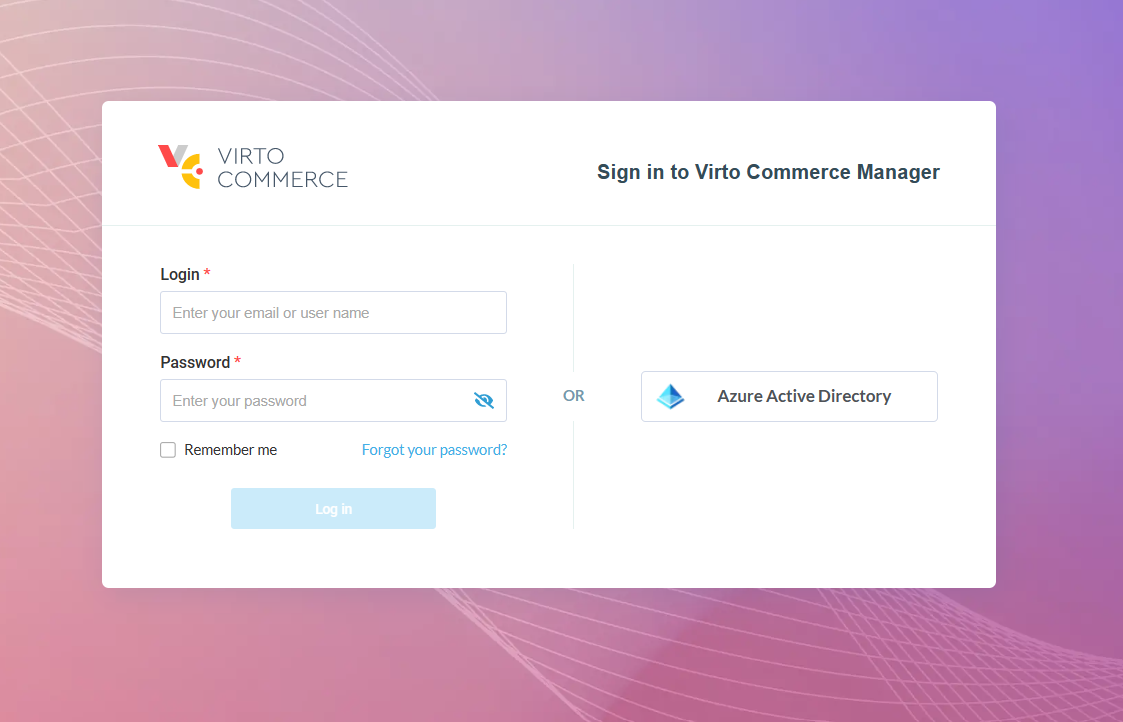 VIRTO
COMMERCE
Sign in to Virto Commerce Manager
Login *
Enter your email or user name
Password *
Enter your password
Remember me
Forgot your password?
Log in
OR
Azure Active Directory